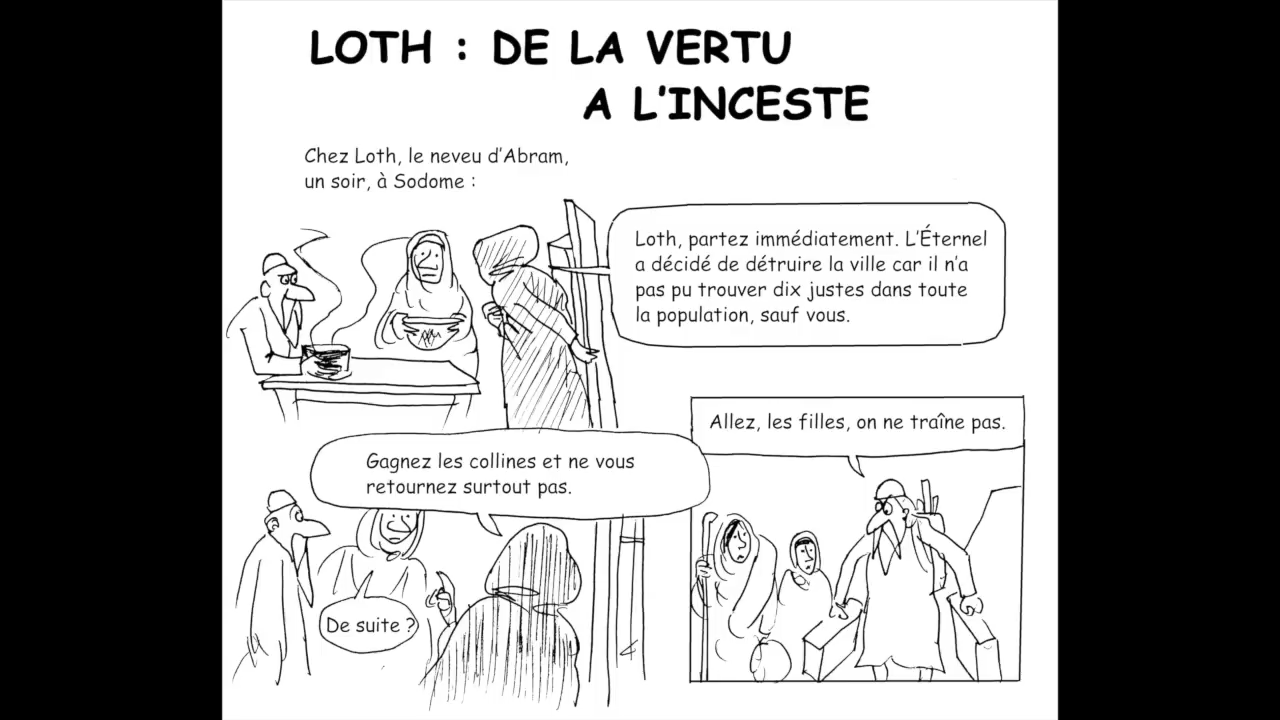 LOTH : DE LA VERTU
A L'INCESTE
Chez Loth, le neveu d'Abram,
un soir, à Sodome :
Loth, partez immédiatement. L'Éternel
a décidé de détruire la ville car il n'a
pas pu trouver dix justes dans toute
la population, sauf vous.
Gagnez les collines et ne vous
retournez surtout pas.
De suite ?
Allez, les filles, on ne traîne pas.